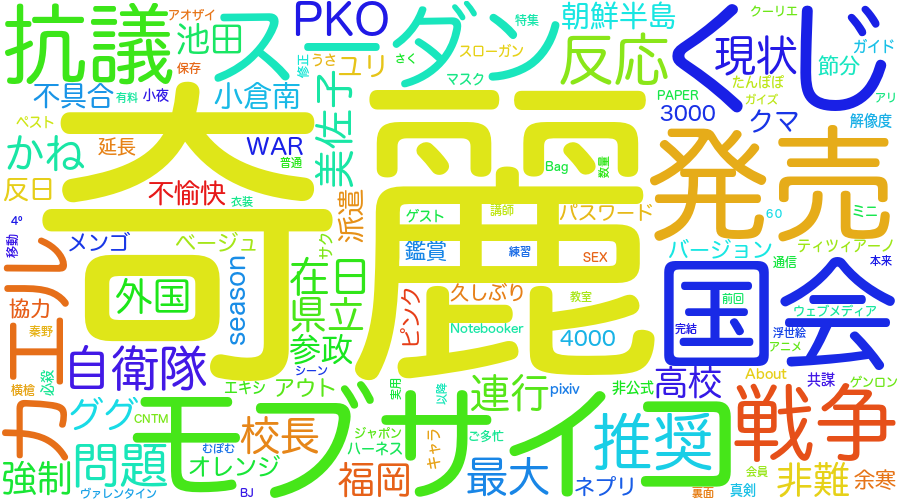 抗議
アオザイ
池田
保存
ス
PKO
ダン
スローガン
特集
朝鮮半島
反応
くじ
現状
クーリエ
ガイド
節分
たんぽぽ
ガイズ
アリ
修正
うさ
さく
ユリ
マスク
不具合
有料
小夜
小倉南
奇麗
美佐子
PAPER
3000
クマ
解像度
ベスト
延長
WAR
普通
かね
反日
不愉快
衣装
派遣
Bag
数量
発売
4º
移動
メンゴ
ベージュ
season
サク
ゲスト
講師
パスワード
鑑賞
練習
SEX
60
ミニ
バージョン
ティツィアーノ
通信
本来
カエル
外国
在日
県立
参政
ピンク
久しぶり
教室
Notebooker
4000
国会
前回
ウェブメディア
完結
浮世絵
アニメ
協力
秦野
自衛隊
横槍
必殺
シーン
エキシ
アウト
実用
以降
連行
pixiv
非公式
高校
About
共謀
ゲンロン
ググ
CNTM
モブサイコ
校長
むぽむ
オレンジ
ジャポン
ハーネス
キャラ
ご多忙
推奨
戦争
強制
問題
ヴァレンタイン
BJ
福岡
最大
ネプリ
裏面
真剣
会員
非難
余寒